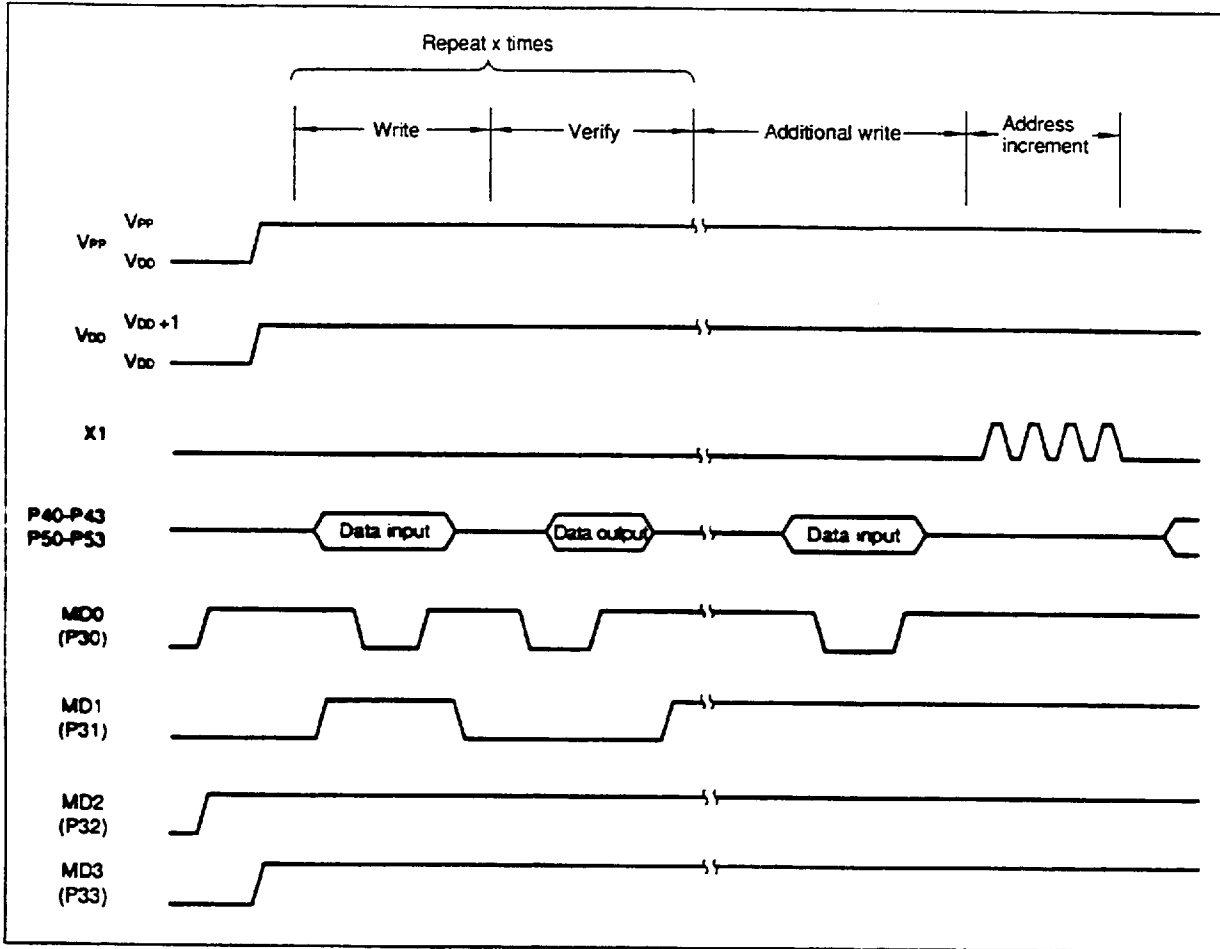 Repeat x times
Write
Verify
Additional write
Address
increment
VPP
VPP
VDD
VDD +1
VDD
VDD
X1
P40-P43
P50-P53
Data input
Data output
Data input
MD0
(P30)
MD1
(P31)
MD2
(P32)
MD3
(P33)